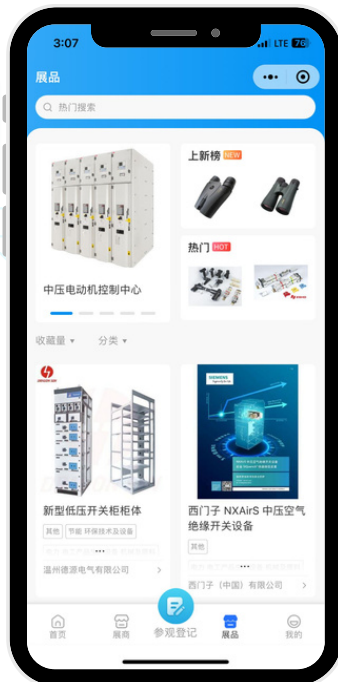 3:07
LTE 76
展品
热门搜索
中压电动机控制中心
上新榜 NEW
热门 HOT
收藏量
分类
SIEMENS
新型低压开关柜柜体
其他 节能 环保技术及设备
温州德源电气有限公司
西门子 NXAirS 中压空气
绝缘开关设备
其他
西门子（中国）有限公司
首页
展商
参观登记
展品
我的